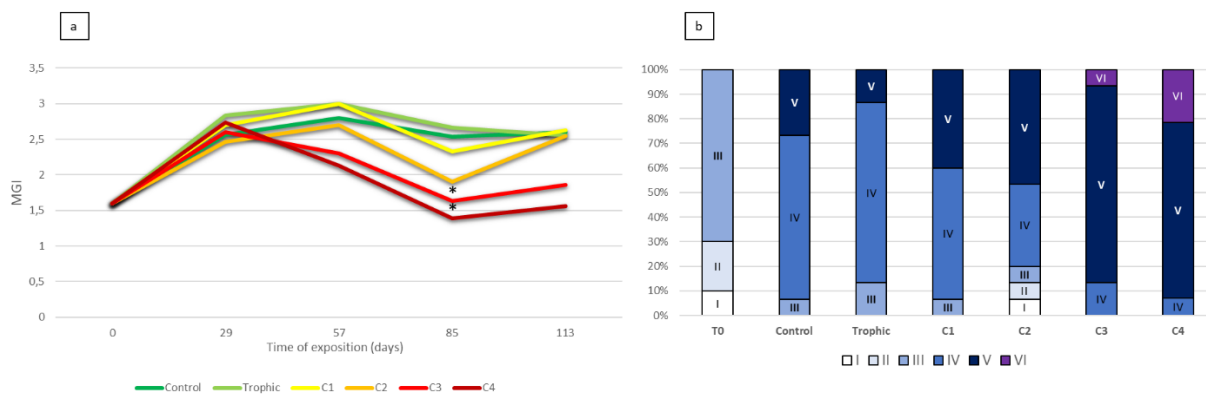 a
b
3,5
3
2,5
2
1,5
1
0,5
0
MGI
* 
*
0 29 57 85 113
Time of exposition (days)
Control Trophic C1 C2 C3 C4
100%
90%
80%
70%
60%
50%
40%
30%
20%
10%
0%
III
II
I
V
IV
III
V
IV
III
V
IV
III
V
IV
III
II
I
VI
V
IV
VI
V
IV
T0 Control Trophic C1 C2 C3 C4
I II III IV V VI